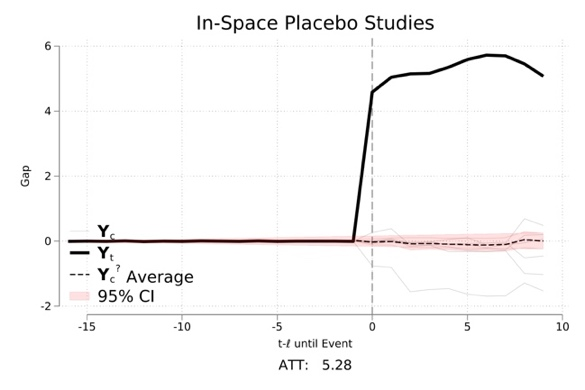 In-Space Placebo Studies
Gap
6
4
2
0
-2
Y_c
Y_t
Y_c^? Average
95% CI
-15 -10 -5 0 5 10
t-ℓ until Event
ATT: 5.28